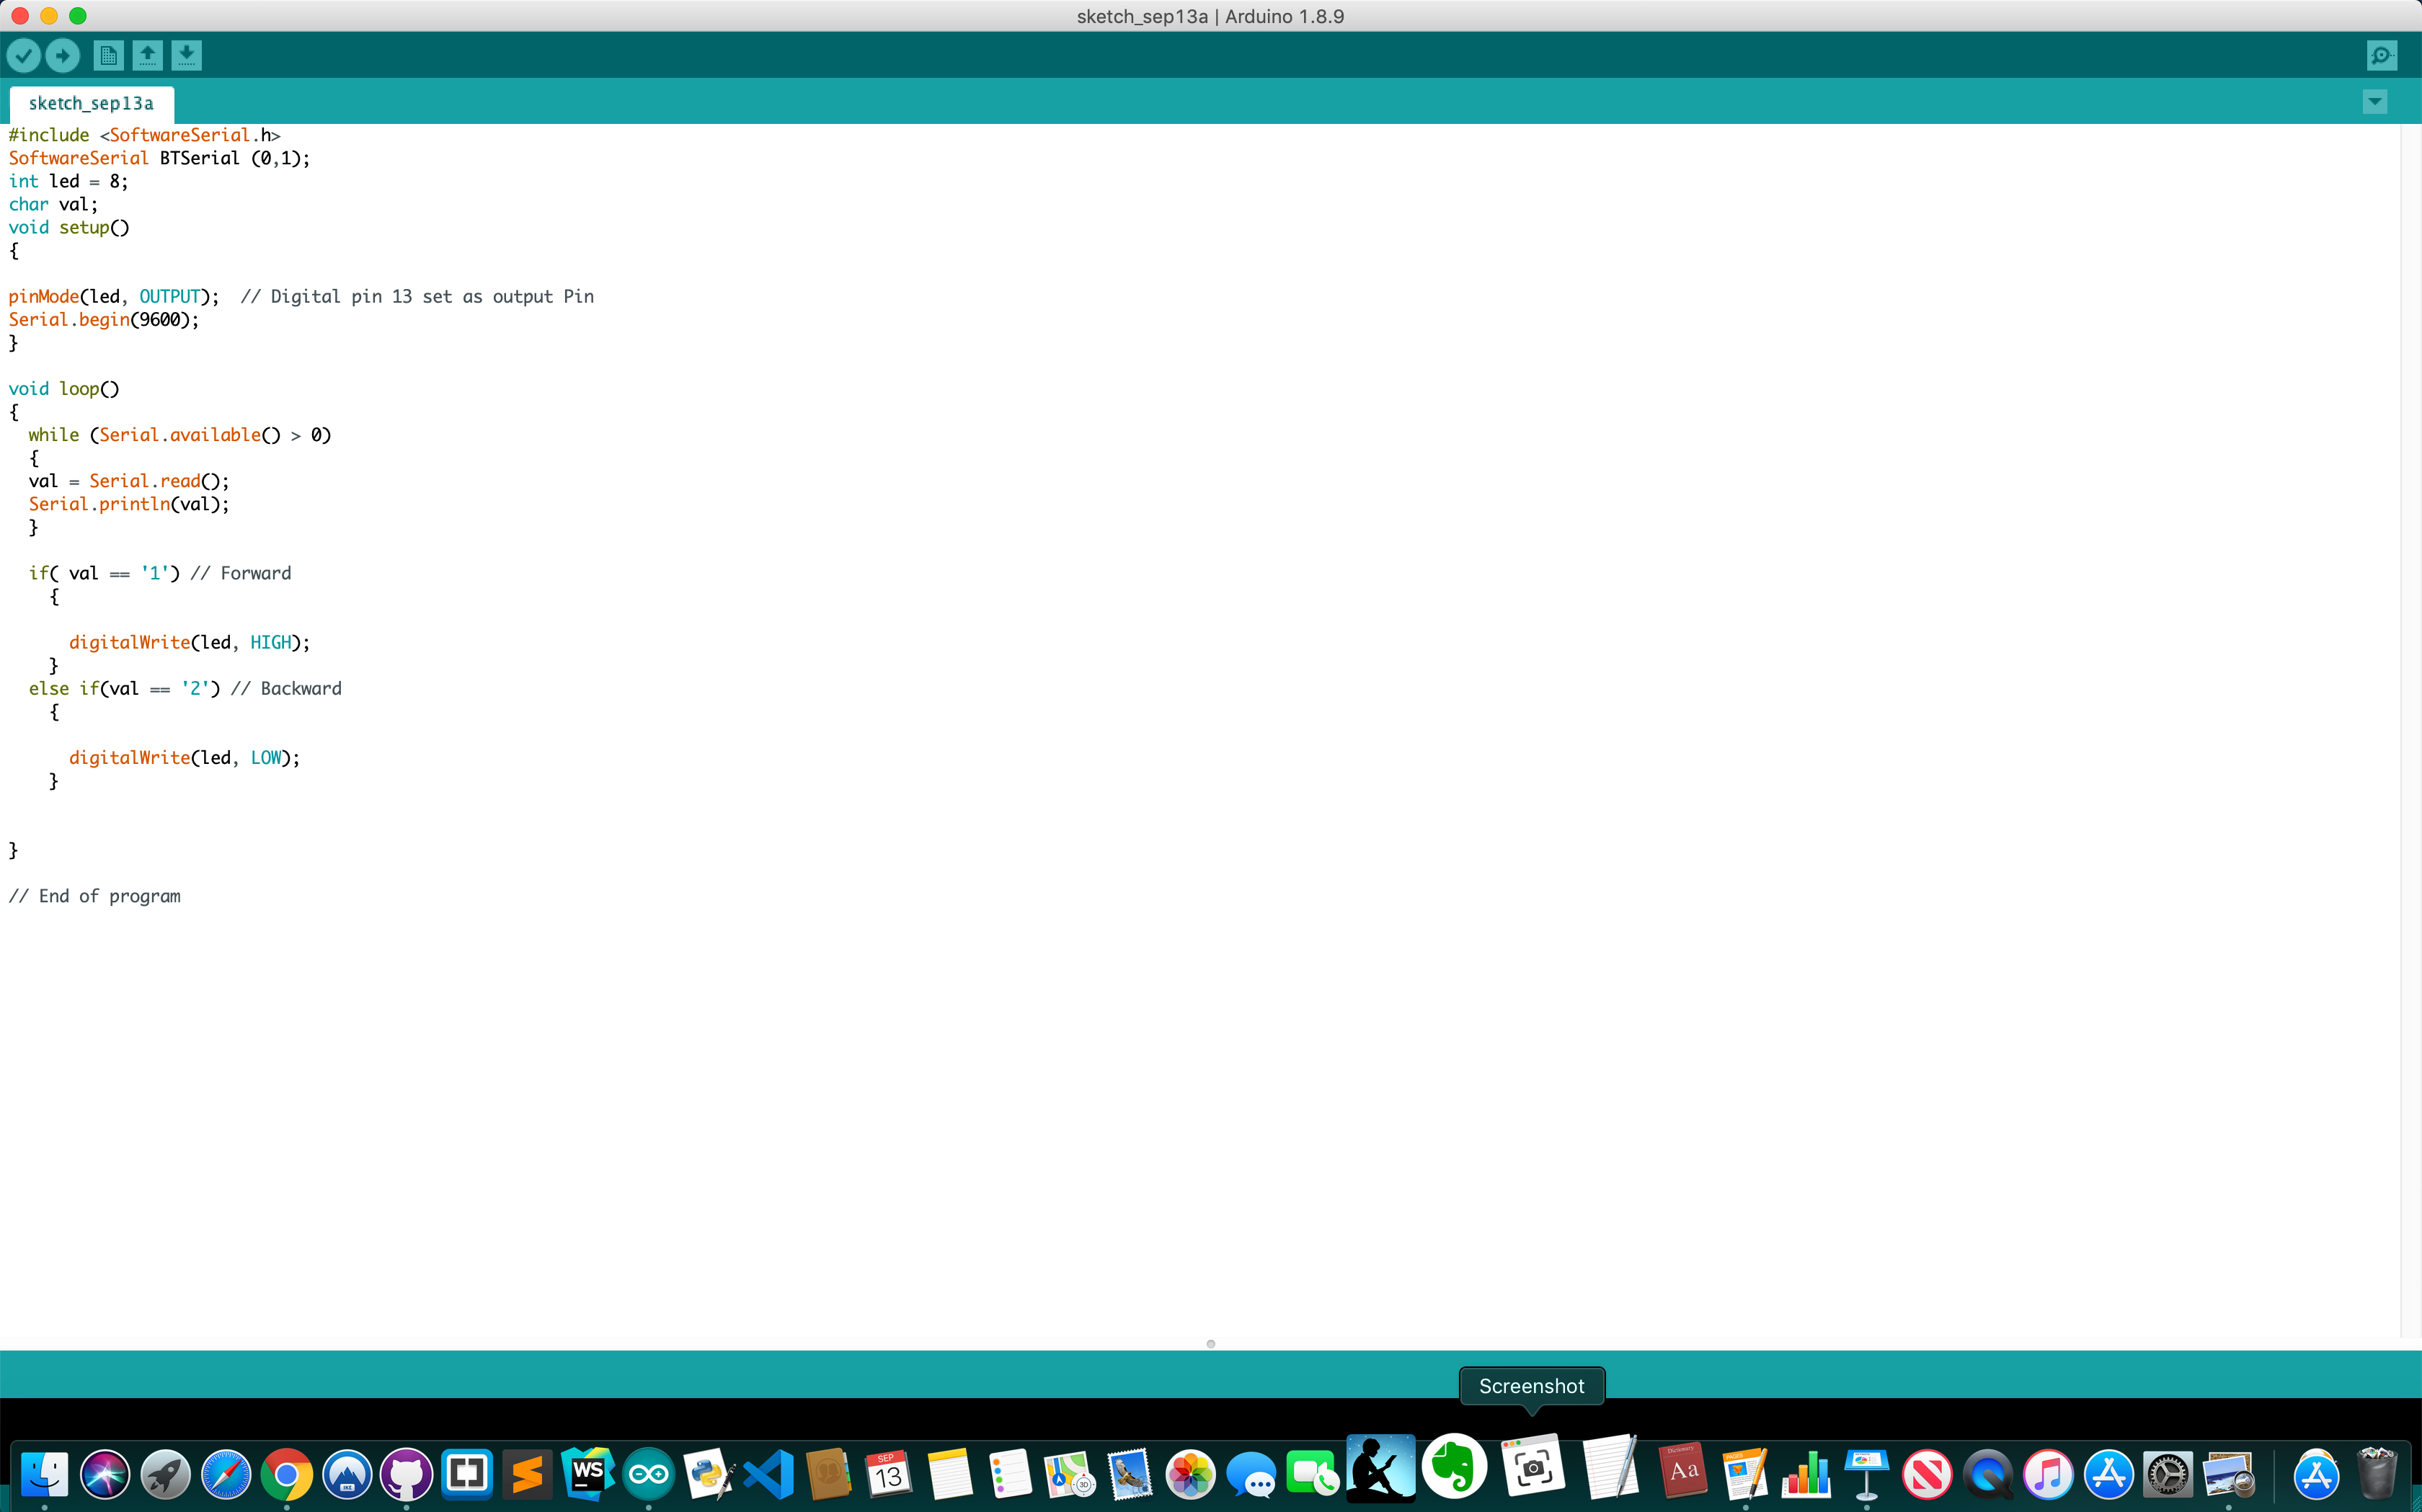 sketch_sep13a | Arduino 1.8.9
sketch_sep13a
#include <SoftwareSerial.h>
SoftwareSerial BTSerial (0,1);
int led = 8;
char val;
void setup()
{
pinMode(led, OUTPUT);  // Digital pin 13 set as output Pin
Serial.begin(9600);
}
void loop()
{
  while (Serial.available() > 0)
  {
  val = Serial.read();
  Serial.println(val);
  }
  if( val == '1') // Forward
    {
      digitalWrite(led, HIGH);
    }
  else if(val == '2') // Backward
    {
      digitalWrite(led, LOW);
    }
}
// End of program
Screenshot
WS
SEP
13
3D
Dictionary
Aa